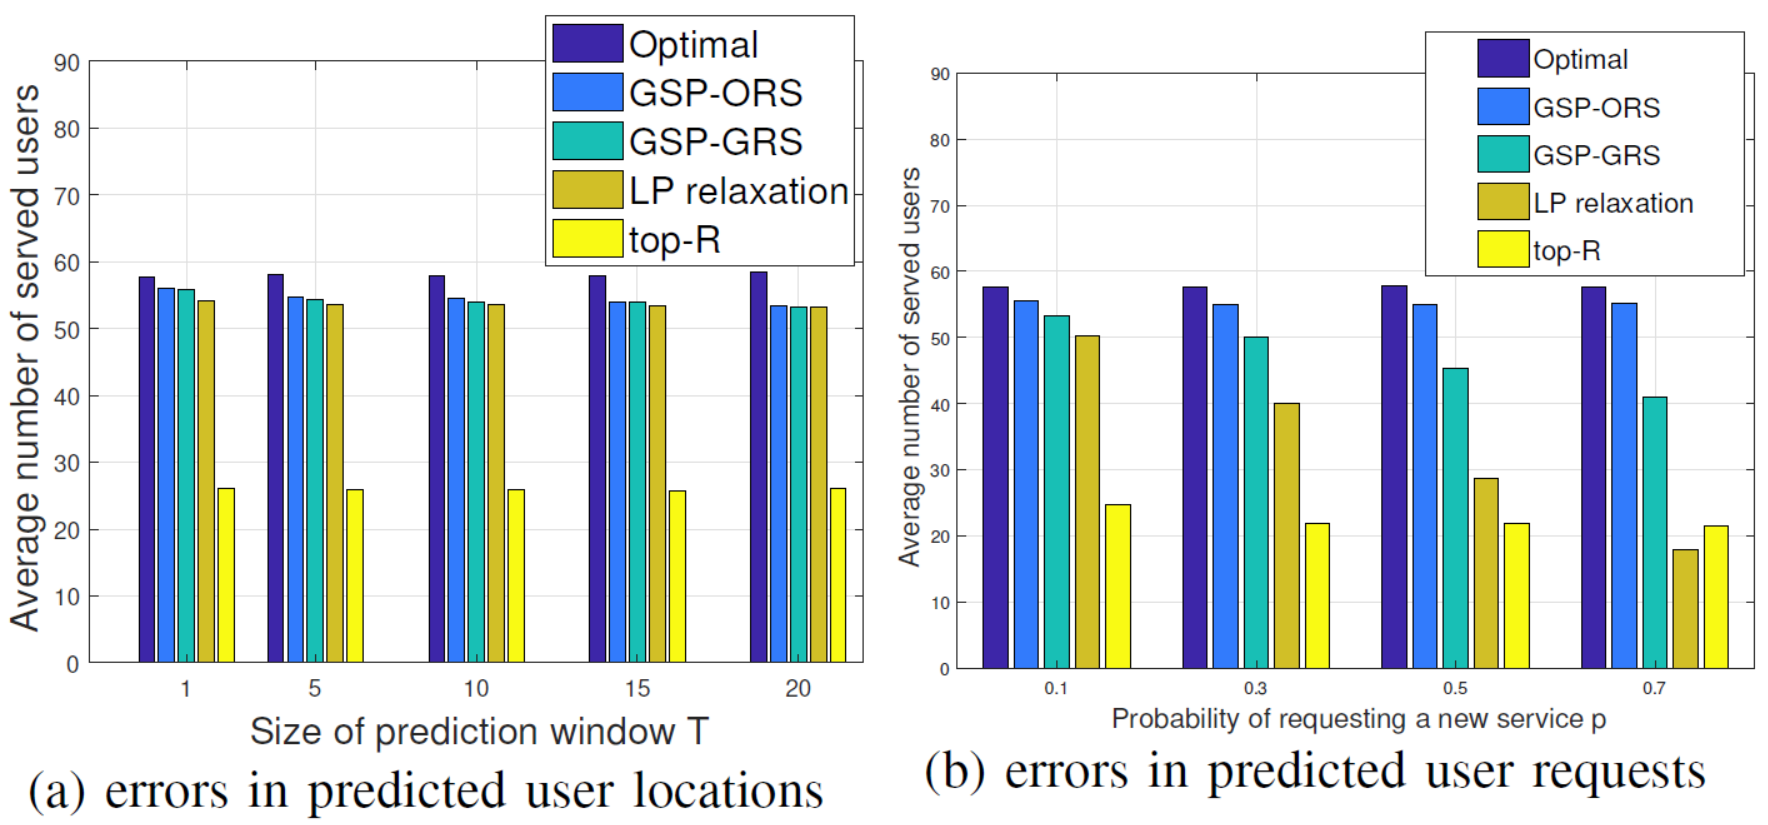 Optimal
GSP-ORS
GSP-GRS
LP relaxation
top-R
90
80
70
60
50
40
30
20
10
0
Average number of served users
1 5 10 15 20
Size of prediction window T
(a) errors in predicted user locations
Optimal
GSP-ORS
GSP-GRS
LP relaxation
top-R
90
80
70
60
50
40
30
20
10
0
Average number of served users
0.1 0.3 0.5 0.7
Probability of requesting a new service p
(b) errors in predicted user requests